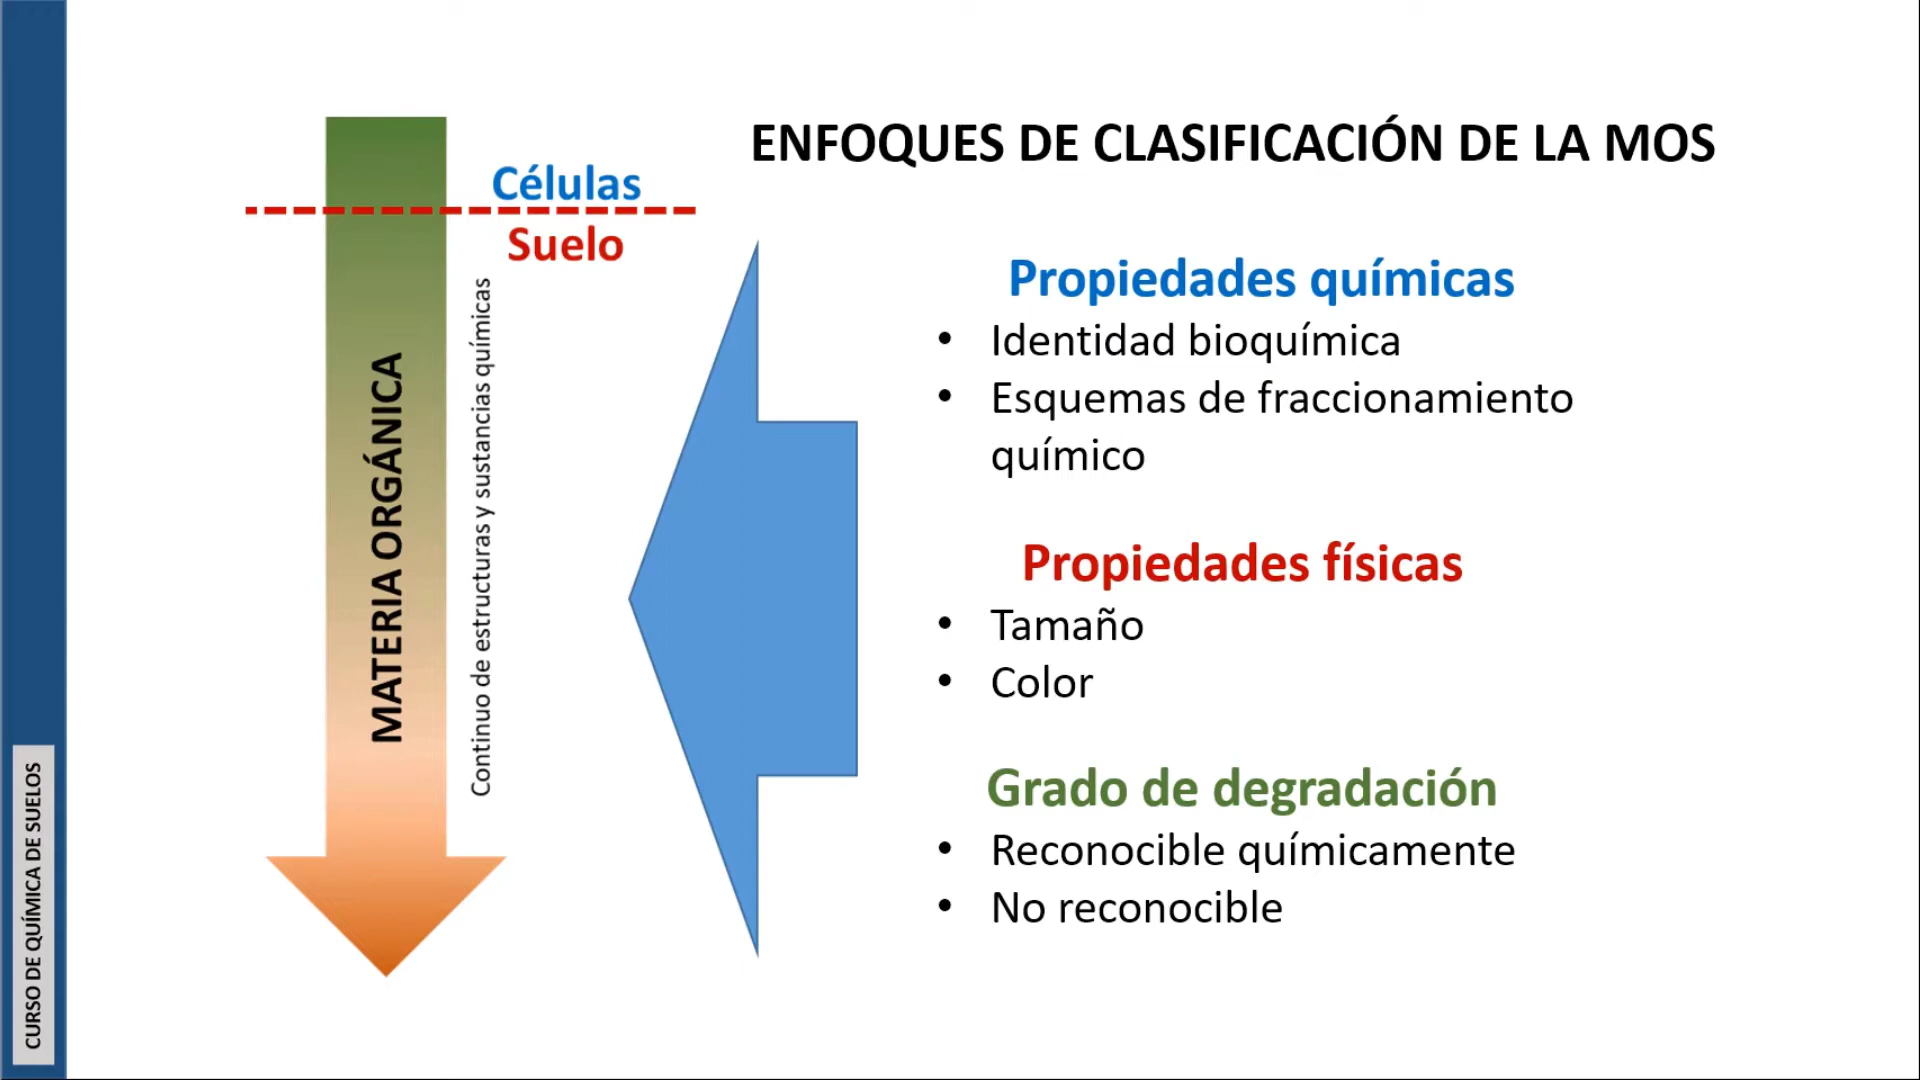 ENFOQUES DE CLASIFICACIÓN DE LA MOS
Células
Suelo
MATERIA ORGÁNICA
Continuo de estructuras y sustancias químicas
Propiedades químicas
• Identidad bioquímica
• Esquemas de fraccionamiento
químico
Propiedades físicas
• Tamaño
• Color
Grado de degradación
• Reconocible químicamente
• No reconocible
CURSO DE QUÍMICA DE SUELOS